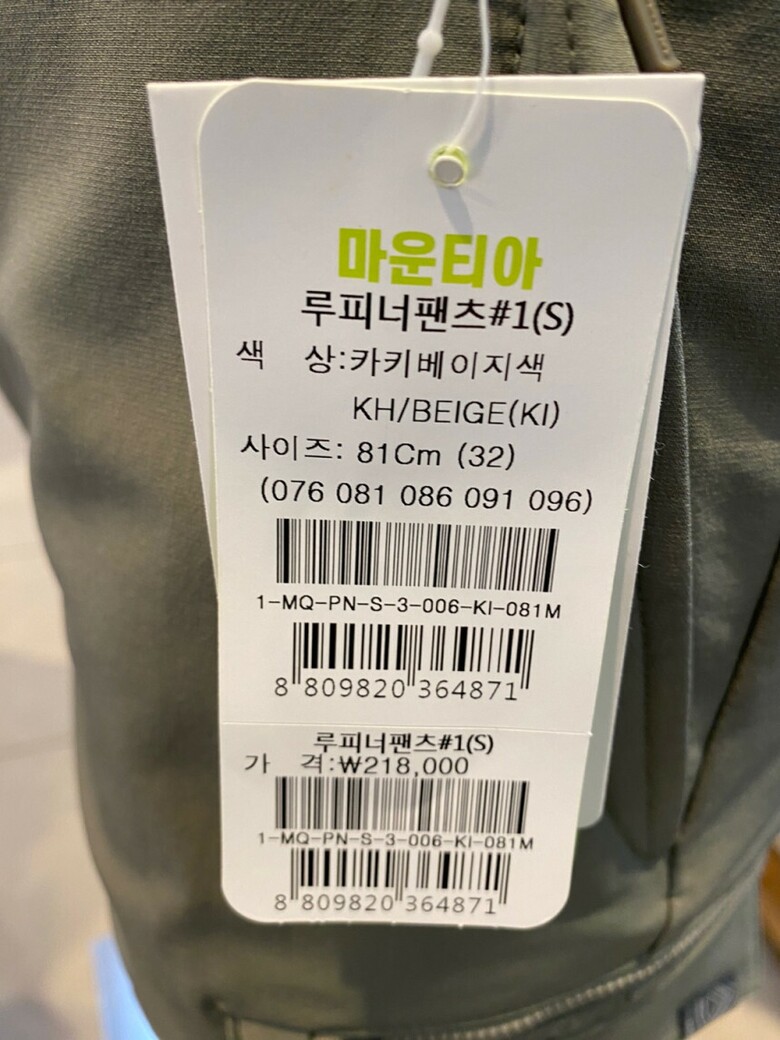 마운티아
루피너팬츠#1(S)
색 상:카키베이지색
KH/BEIGE(KI)
사이즈: 81Cm (32)
(076 081 086 091 096)
1-MQ-PN-S-3-006-KI-081M
8 809820 364871
루피너팬츠#1(S)
가 격:₩218,000
1-MQ-PN-S-3-006-KI-081M
8 809820 364871